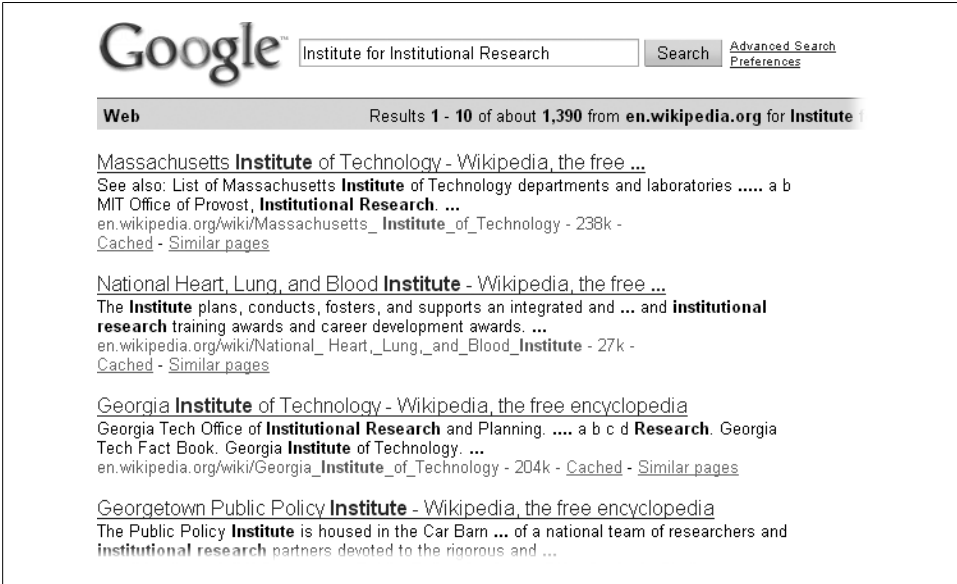 Google™
Institute for Institutional Research
Search
Advanced Search
Preferences
Web
Results 1 - 10 of about 1,390 from en.wikipedia.org for Institute
Massachusetts Institute of Technology - Wikipedia, the free ...
See also: List of Massachusetts Institute of Technology departments and laboratories ..... a b
MIT Office of Provost, Institutional Research. ...
en.wikipedia.org/wiki/Massachusetts_ Institute_of_Technology - 238k -
Cached - Similar pages
National Heart, Lung, and Blood Institute - Wikipedia, the free ...
The Institute plans, conducts, fosters, and supports an integrated and ... and institutional
research training awards and career development awards. ...
en.wikipedia.org/wiki/National_ Heart,_Lung,_and_Blood_Institute - 27k -
Cached - Similar pages
Georgia Institute of Technology - Wikipedia, the free encyclopedia
Georgia Tech Office of Institutional Research and Planning. .... a b c d Research. Georgia
Tech Fact Book. Georgia Institute of Technology. ...
en.wikipedia.org/wiki/Georgia_Institute_of_Technology - 204k - Cached - Similar pages
Georgetown Public Policy Institute - Wikipedia, the free encyclopedia
The Public Policy Institute is housed in the Car Barn ... of a national team of researchers and
institutional research partners devoted to the rigorous and ...